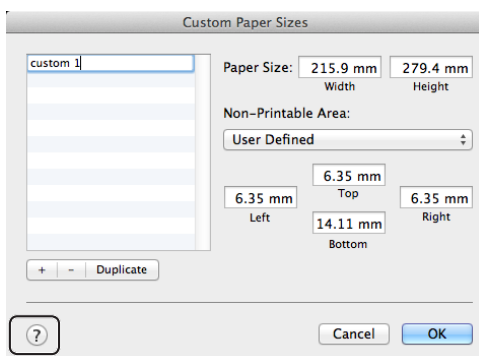 Custom Paper Sizes
custom 1
Paper Size: 215.9 mm 279.4 mm
Width Height
Non-Printable Area:
User Defined
6.35 mm
Top
6.35 mm 6.35 mm
Left Right
14.11 mm
Bottom
+ - Duplicate
? Cancel OK